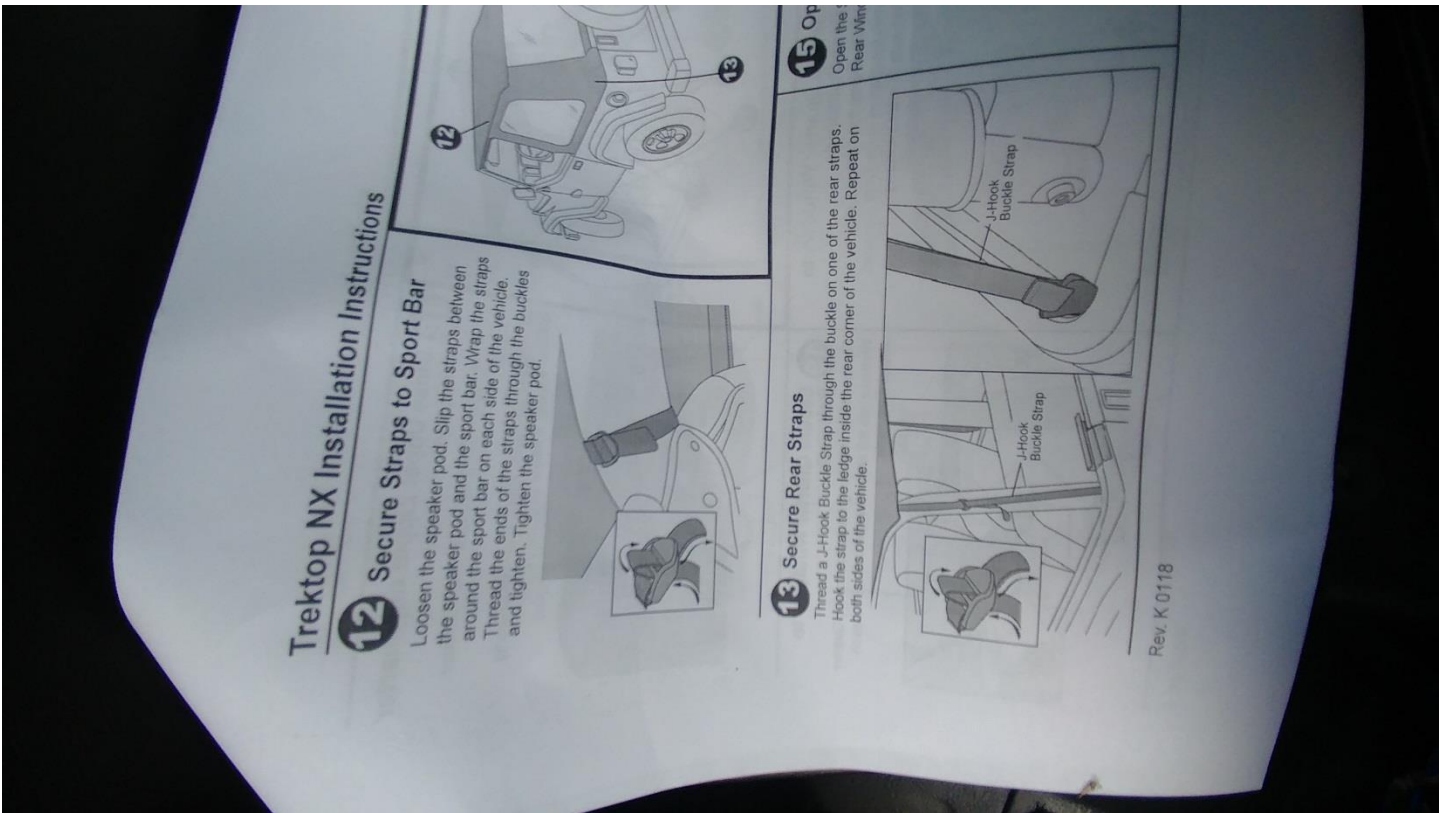 Trektop NX Installation Instructions
12 Secure Straps to Sport Bar
Loosen the speaker pod. Slip the straps between
the speaker pod and the sport bar. Wrap the straps
around the sport bar on each side of the vehicle.
Thread the ends of the straps through the buckles
and tighten. Tighten the speaker pod.
12
13
13 Secure Rear Straps
Thread a J-Hook Buckle Strap through the buckle on one of the rear straps.
Hook the strap to the ledge inside the rear corner of the vehicle. Repeat on
both sides of the vehicle.
J-Hook
Buckle Strap
J-Hook
Buckle Strap
15 Op
Open the
Rear Wind
Rev. K 0118